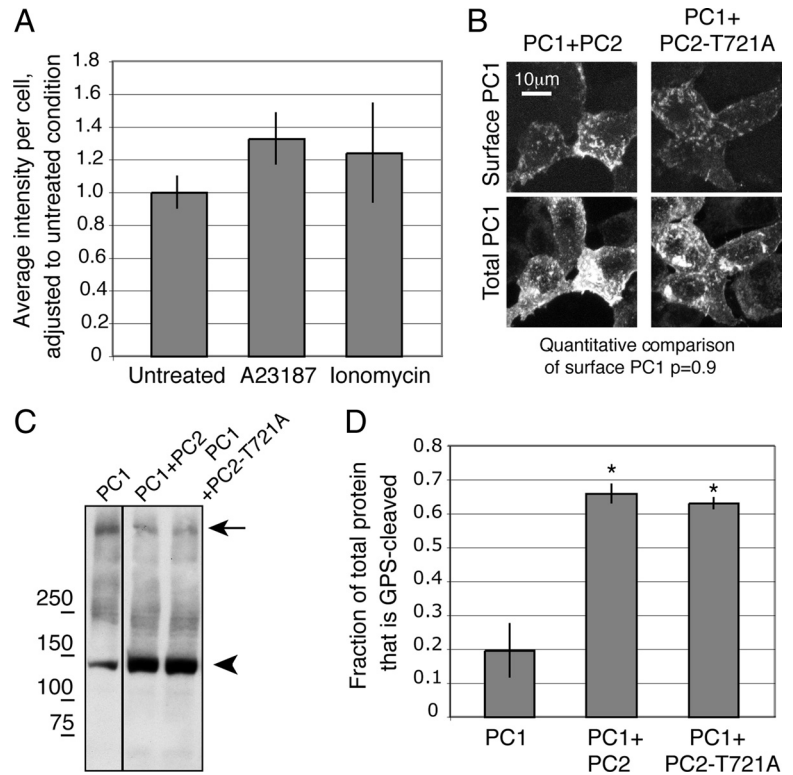 A
Average intensity per cell,
adjusted to untreated condition
1.8
1.6
1.4
1.2
1.0
0.8
0.6
0.4
0.2
0
Untreated A23187 Ionomycin
B
PC1+PC2
PC1+
PC2-T721A
Surface PC1
10μm
Total PC1
Quantitative comparison
of surface PC1 p=0.9
C
PC1
PC1+PC2
PC1
+PC2-T721A
250
150
100
75
D
Fraction of total protein
that is GPS-cleaved
0.8
0.7
0.6
0.5
0.4
0.3
0.2
0.1
0
*
*
PC1
PC1+
PC2
PC1+
PC2-T721A